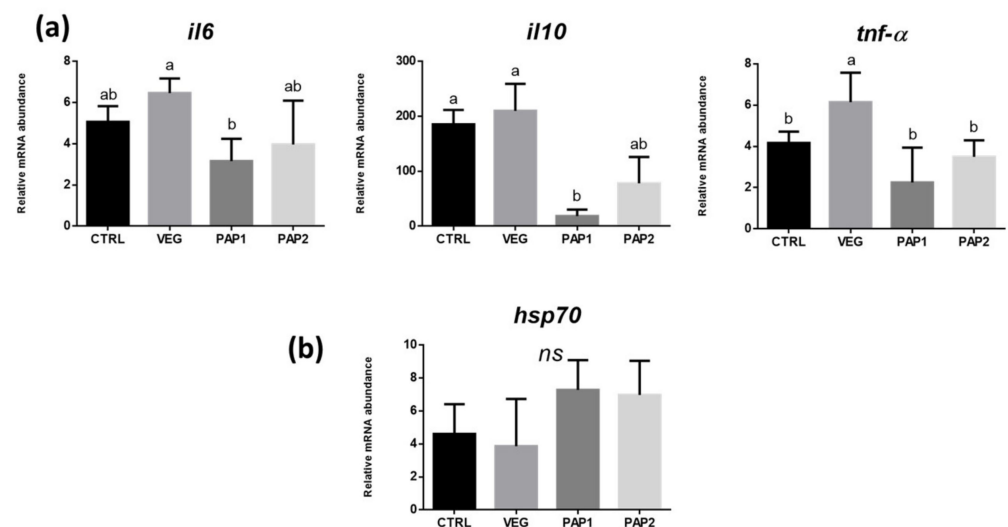 (a)
il6
Relative mRNA abundance
8
6
4
2
0
ab
a
b
ab
CTRL VEG PAP1 PAP2
il10
Relative mRNA abundance
300
200
100
0
a
a
b
ab
CTRL VEG PAP1 PAP2
tnf-α
Relative mRNA abundance
8
6
4
2
0
b
a
b
b
CTRL VEG PAP1 PAP2
(b)
hsp70
ns
Relative mRNA abundance
10
8
6
4
2
0
CTRL VEG PAP1 PAP2